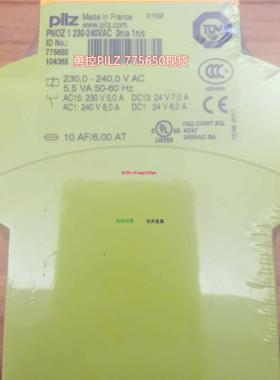 pilz
Made in France 0102
www.pilz.com
PNOZ 1 230-240VAC 3n/o 1n/c
ID No.:
775650
104365
勇控PILZ 775650现货
TÜV
230,0 - 240,0 V AC
5,5 VA 50-60 Hz
AC15: 230 V 5,0 A DC13: 24 V 7,0 A
AC1: 240 V 8,0 A DC1: 24 V 8,0 A
10 AF/6,00 AT
UL
LISTED
IND.CONT.EQ.
4D47
240VAC 8A